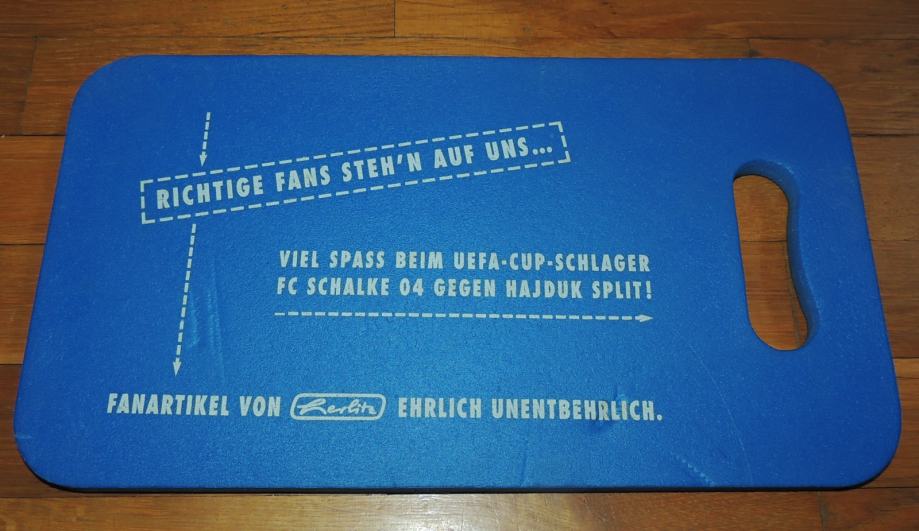 RICHTIGE FANS STEH'N AUF UNS...
VIEL SPASS BEIM UEFA-CUP-SCHLAGER
FC SCHALKE 04 GEGEN HAJDUK SPLIT!
FANARTIKEL VON Herlitz EHRLICH UNENTBEHRLICH.